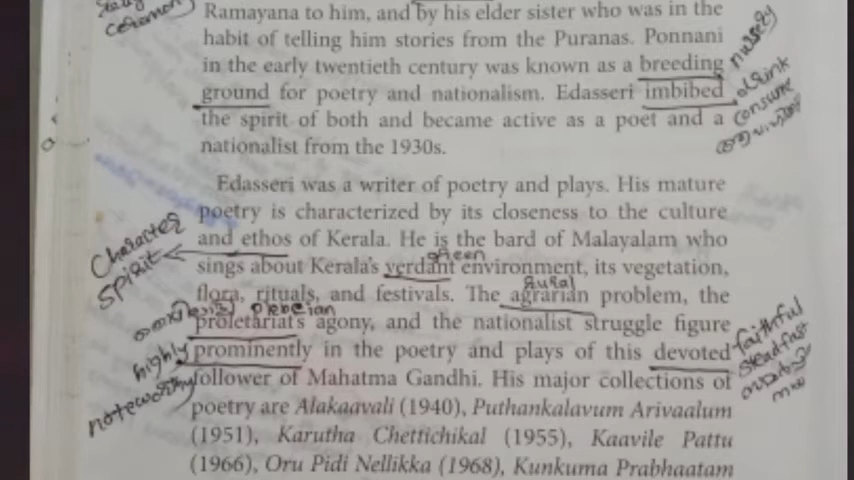 ceremony
Ramayana to him, and by his elder sister who was in the
habit of telling him stories from the Puranas. Ponnani
in the early twentieth century was known as a breeding
nursery
ground for poetry and nationalism. Edasseri imbibed
drink
consume
the spirit of both and became active as a poet and a
nationalist from the 1930s.
Edasseri was a writer of poetry and plays. His mature
poetry is characterized by its closeness to the culture
Character
spirit
and ethos of Kerala. He is the bard of Malayalam who
green
sings about Kerala's verdant environment, its vegetation,
rural
flora, rituals, and festivals. The agrarian problem, the
plebeian
proletariat's agony, and the nationalist struggle figure
highly
noteworthy
prominently in the poetry and plays of this devoted
faithful
steadfast
follower of Mahatma Gandhi. His major collections of
poetry are Alakaavali (1940), Puthankalavum Arivaalum
(1951), Karutha Chettichikal (1955), Kaavile Pattu
(1966), Oru Pidi Nellikka (1968), Kunkuma Prabhaatam